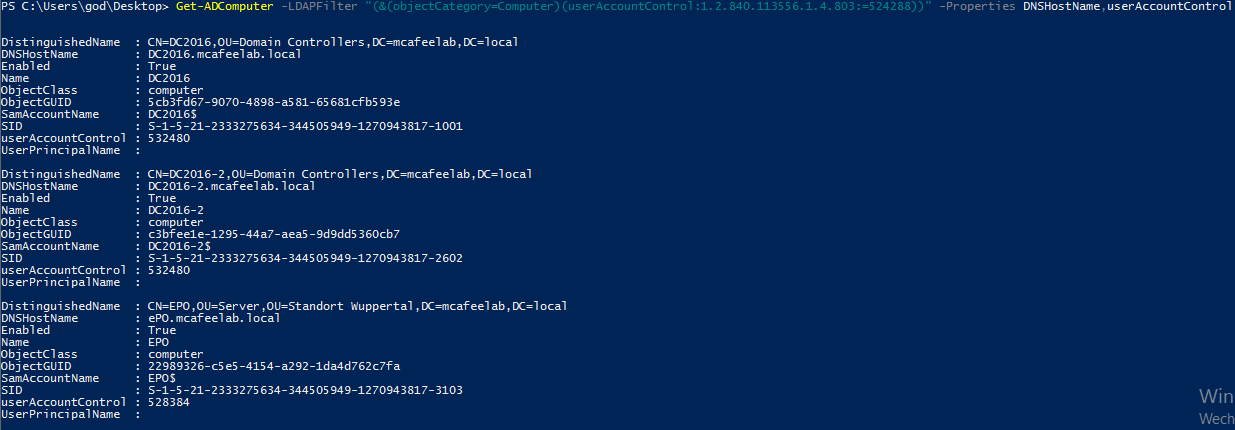 PS C:\Users\god\Desktop> Get-ADComputer -LDAPFilter "(&(objectCategory=Computer)(userAccountControl:1.2.840.113556.1.4.803:=524288))" -Properties DNSHostName,userAccountControl
DistinguishedName : CN=DC2016,OU=Domain Controllers,DC=mcafeelab,DC=local
DNSHostName : DC2016.mcafeelab.local
Enabled : True
Name : DC2016
ObjectClass : computer
ObjectGUID : 5cb3fd67-9070-4898-a581-65681cfb593e
SamAccountName : DC2016$
SID : S-1-5-21-2333275634-344505949-1270943817-1001
userAccountControl : 532480
UserPrincipalName :
DistinguishedName : CN=DC2016-2,OU=Domain Controllers,DC=mcafeelab,DC=local
DNSHostName : DC2016-2.mcafeelab.local
Enabled : True
Name : DC2016-2
ObjectClass : computer
ObjectGUID : c3bfee1e-1295-44a7-aea5-9d9dd5360cb7
SamAccountName : DC2016-2$
SID : S-1-5-21-2333275634-344505949-1270943817-2602
userAccountControl : 532480
UserPrincipalName :
DistinguishedName : CN=EPO,OU=Server,OU=Standort Wuppertal,DC=mcafeelab,DC=local
DNSHostName : ePO.mcafeelab.local
Enabled : True
Name : EPO
ObjectClass : computer
ObjectGUID : 22989326-c5e5-4154-a292-1da4d762c7fa
SamAccountName : EPO$
SID : S-1-5-21-2333275634-344505949-1270943817-3103
userAccountControl : 528384
UserPrincipalName :
Win
Wech